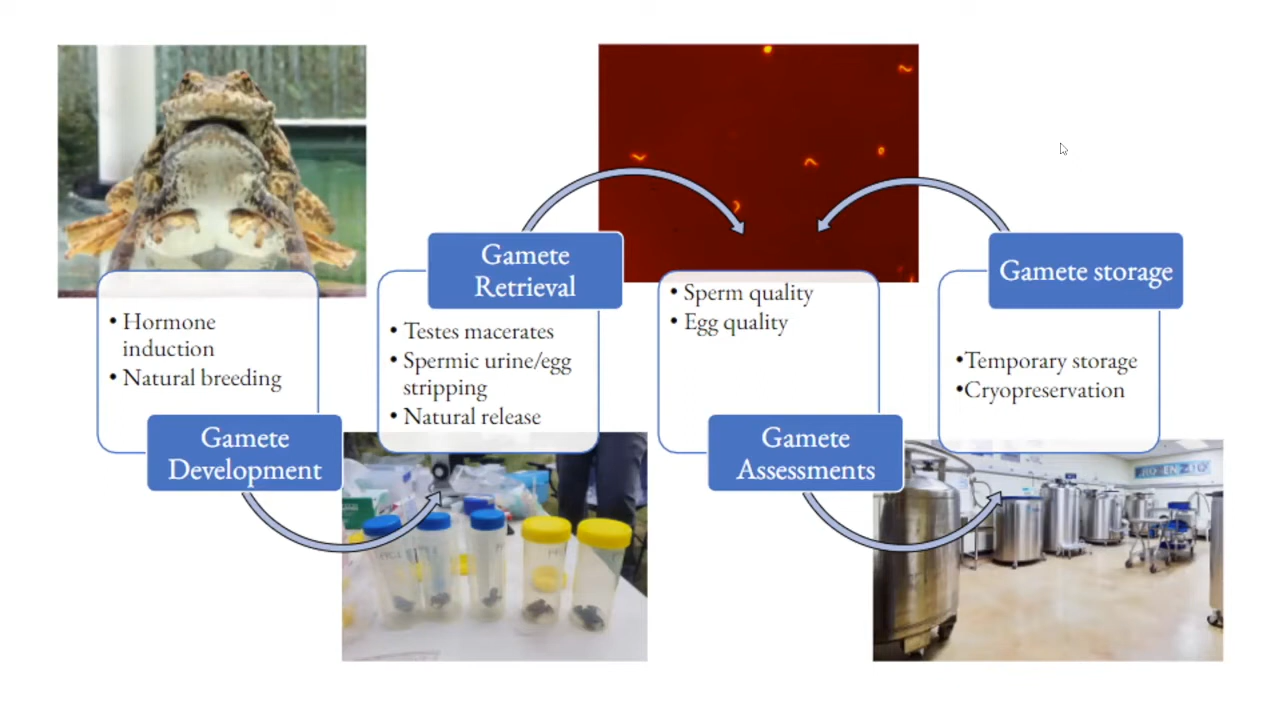 • Hormone
induction
• Natural breeding
Gamete
Development
Gamete
Retrieval
• Testes macerates
• Spermic urine/egg
stripping
• Natural release
• Sperm quality
• Egg quality
Gamete
Assessments
Gamete storage
•Temporary storage
•Cryopreservation